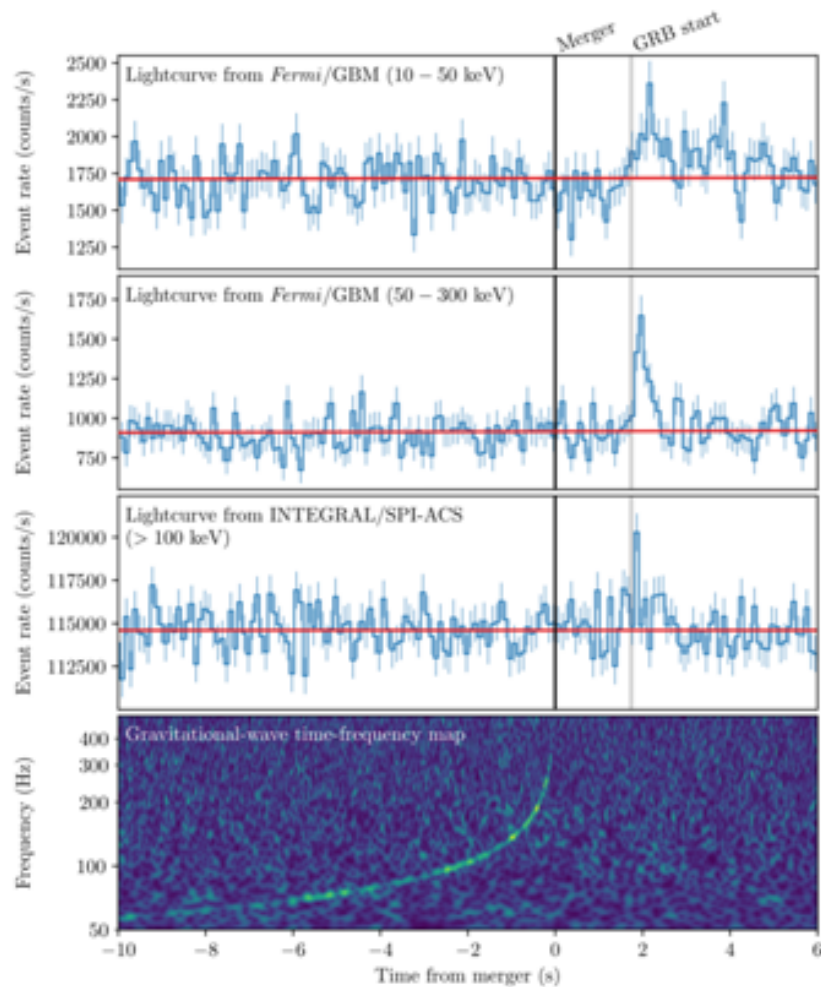 Merger
GRB start
Lightcurve from Fermi/GBM (10 − 50 keV)
2500
2250
2000
1750
1500
1250
Event rate (counts/s)
Lightcurve from Fermi/GBM (50 − 300 keV)
1750
1500
1250
1000
750
Event rate (counts/s)
Lightcurve from INTEGRAL/SPI-ACS
(> 100 keV)
120000
117500
115000
112500
Event rate (counts/s)
Gravitational-wave time-frequency map
400
300
200
100
50
Frequency (Hz)
−10 −8 −6 −4 −2 0 2 4 6
Time from merger (s)